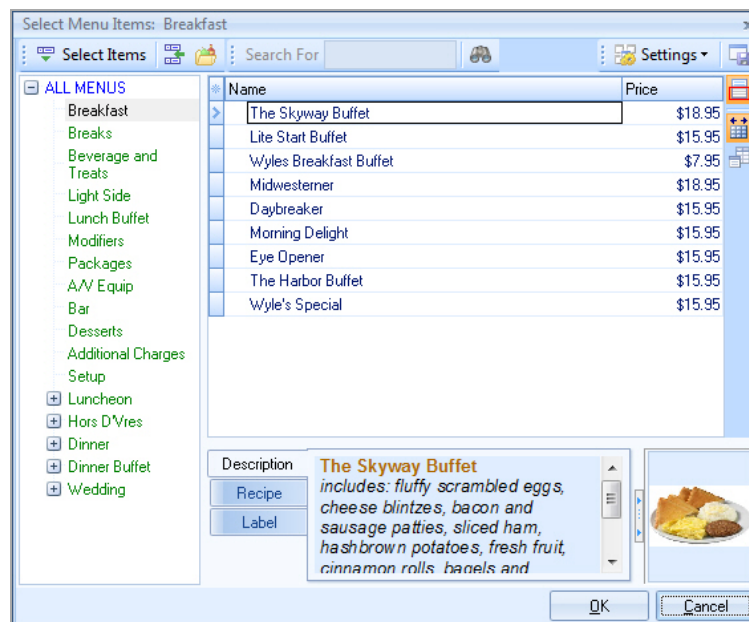 Select Menu Items: Breakfast
Select Items
Search For
Settings
ALL MENUS
Breakfast
Breaks
Beverage and
Treats
Light Side
Lunch Buffet
Modifiers
Packages
A/V Equip
Bar
Desserts
Additional Charges
Setup
Luncheon
Hors D'Vres
Dinner
Dinner Buffet
Wedding
Name Price
The Skyway Buffet $18.95
Lite Start Buffet $15.95
Wyles Breakfast Buffet $7.95
Midwesterner $18.95
Daybreaker $15.95
Morning Delight $15.95
Eye Opener $15.95
The Harbor Buffet $15.95
Wyle's Special $15.95
Description
Recipe
Label
The Skyway Buffet
includes: fluffy scrambled eggs,
cheese blintzes, bacon and
sausage patties, sliced ham,
hashbrown potatoes, fresh fruit,
cinnamon rolls, bagels and
OK Cancel